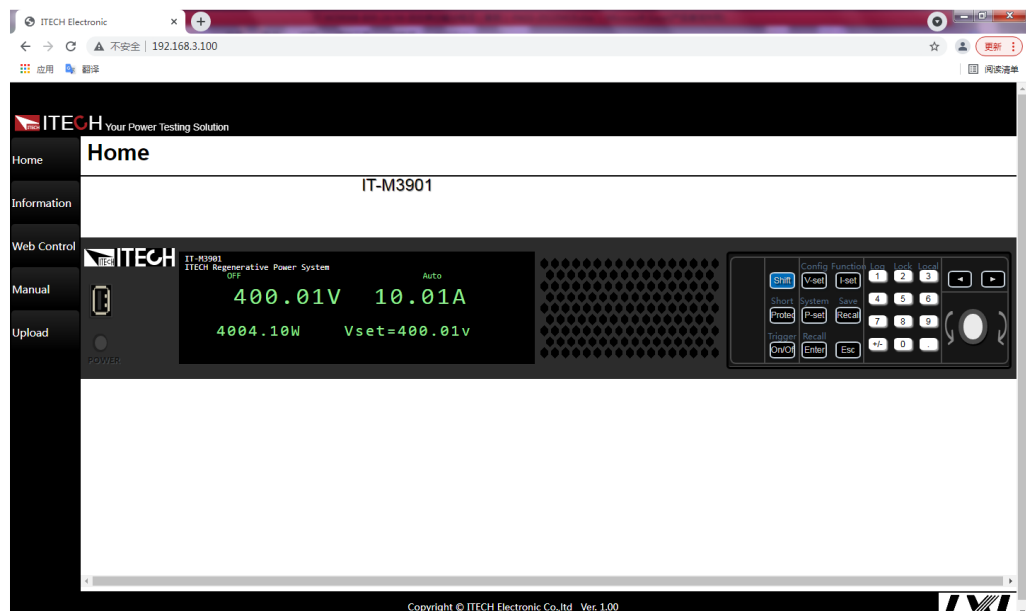 ITECH Electronic
不安全 192.168.3.100
更新
应用 翻译 阅读清单
ITECH Your Power Testing Solution
Home
Home
IT-M3901
Information
Web Control
Manual
Upload
ITECH
IT-M3901
ITECH Regenerative Power System
OFF Auto
400.01V 10.01A
4004.10W Vset=400.01v
POWER
Config Function Log Lock Local
Shift V-set I-set 1 2 3
Short System Save
Protec P-set Recal 4 5 6
7 8 9
Trigger Recall
On/Of Enter Esc +/- 0 .
Copyright © ITECH Electronic Co.,ltd Ver. 1.00
LXI